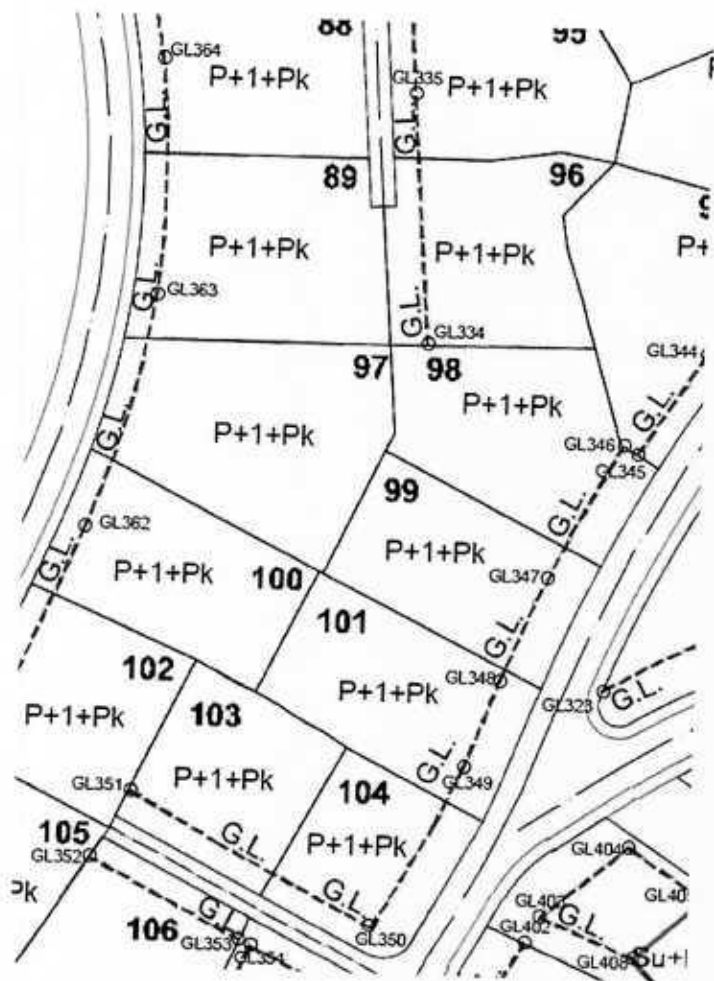 88
95
GL364
P+1+Pk
GL335
P+1+Pk
G.L.
G.L.
89
96
P+1+Pk
P+1+Pk
GL363
G.L.
G.L.
GL334
GL344
97
98
G.L.
P+1+Pk
P+1+Pk
GL346
G.L.
GL345
99
G.L.
GL362
P+1+Pk
G.L.
P+1+Pk
100
GL347
101
G.L.
102
P+1+Pk
GL348
GL323
G.L.
P+1+Pk
103
GL351
P+1+Pk
G.L.
GL349
104
105
G.L.
P+1+Pk
GL404
GL352
Pk
G.L.
106
G.L.
GL350
G.L.
GL353
GL354
GL402
GL408